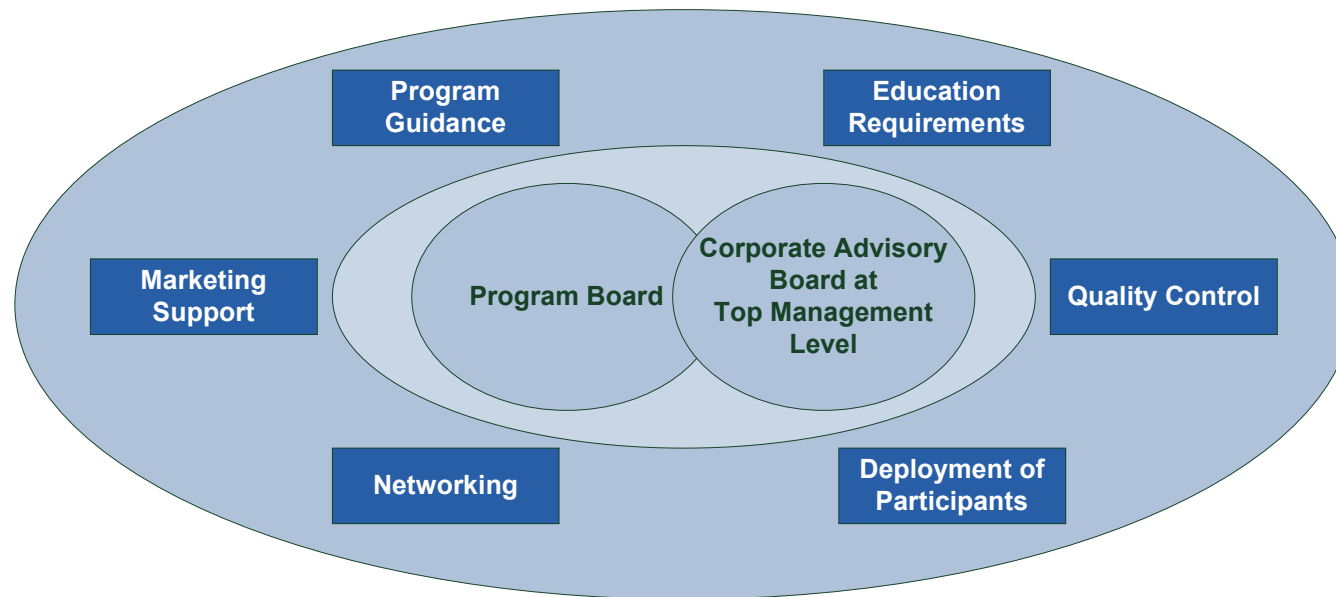 Program
Guidance
Education
Requirements
Marketing
Support
Program Board
Corporate Advisory
Board at
Top Management
Level
Quality Control
Networking
Deployment of
Participants